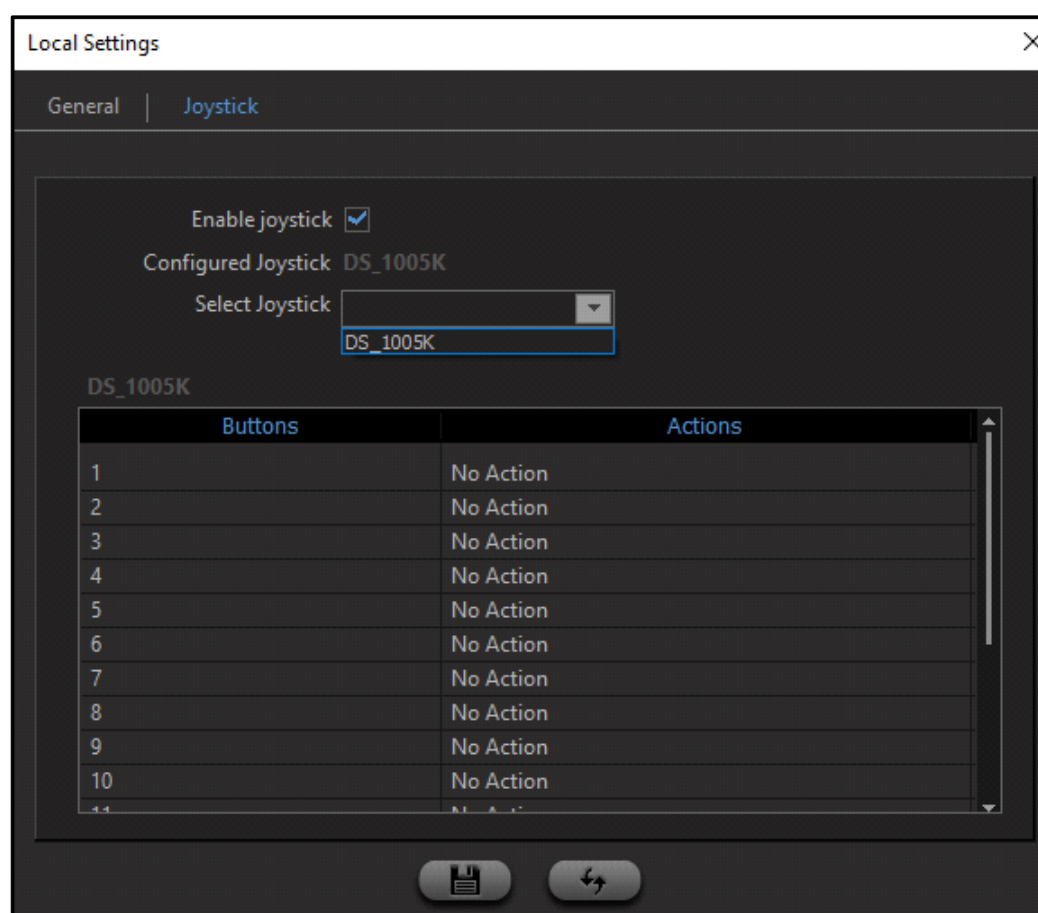 Local Settings
General | Joystick
Enable joystick
Configured Joystick DS_1005K
Select Joystick
DS_1005K
DS_1005K
Buttons Actions
1 No Action
2 No Action
3 No Action
4 No Action
5 No Action
6 No Action
7 No Action
8 No Action
9 No Action
10 No Action